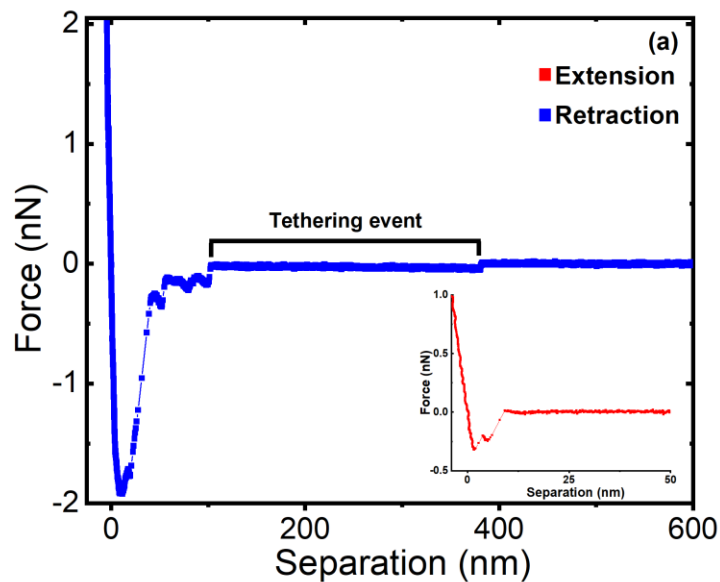 (a)
Extension
Retraction
Tethering event
Force (nN)
2
1
0
-1
-2
0
200
400
600
Separation (nm)
Force (nN)
1.0
0.5
0.0
-0.5
0
25
50
Separation (nm)